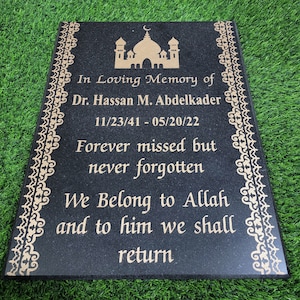 In Loving Memory of
Dr. Hassan M. Abdelkader
11/23/41 - 05/20/22
Forever missed but
never forgotten
We Belong to Allah
and to him we shall
return